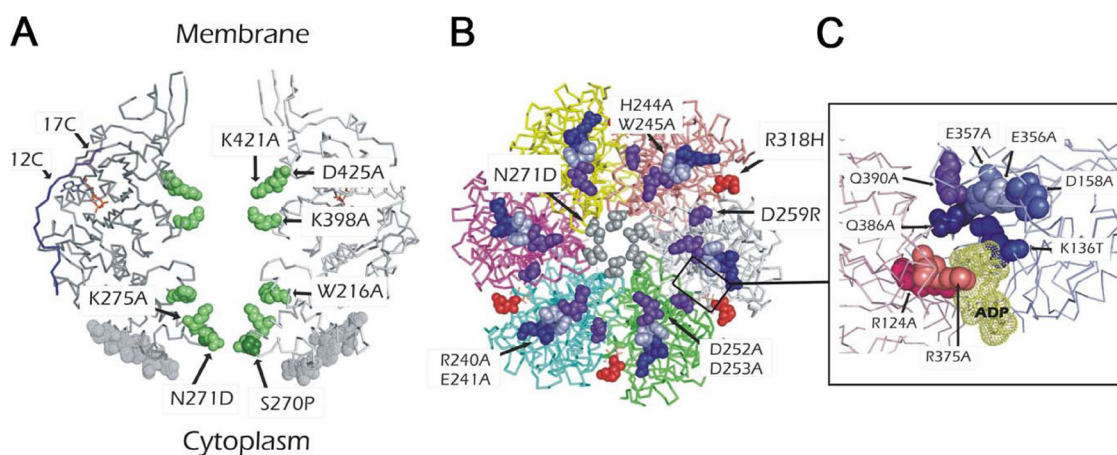 A
Membrane
17C
12C
K421A
D425A
K398A
K275A
W216A
N271D
S270P
Cytoplasm
B
H244A
W245A
R318H
N271D
D259R
R240A
E241A
D252A
D253A
C
E357A
E356A
Q390A
D158A
Q386A
K136T
R124A
ADP
R375A